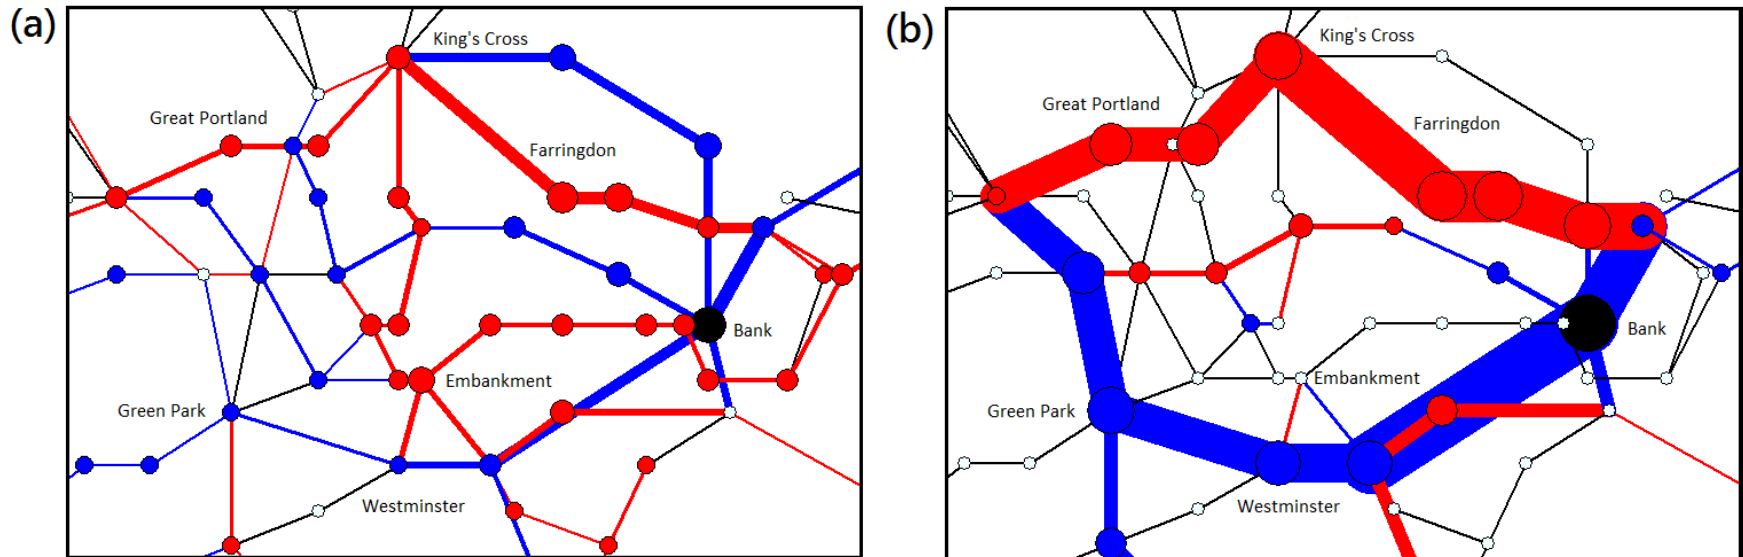 (a)
King's Cross
Great Portland
Farringdon
Bank
Embankment
Green Park
Westminster
(b)
King's Cross
Great Portland
Farringdon
Bank
Embankment
Green Park
Westminster